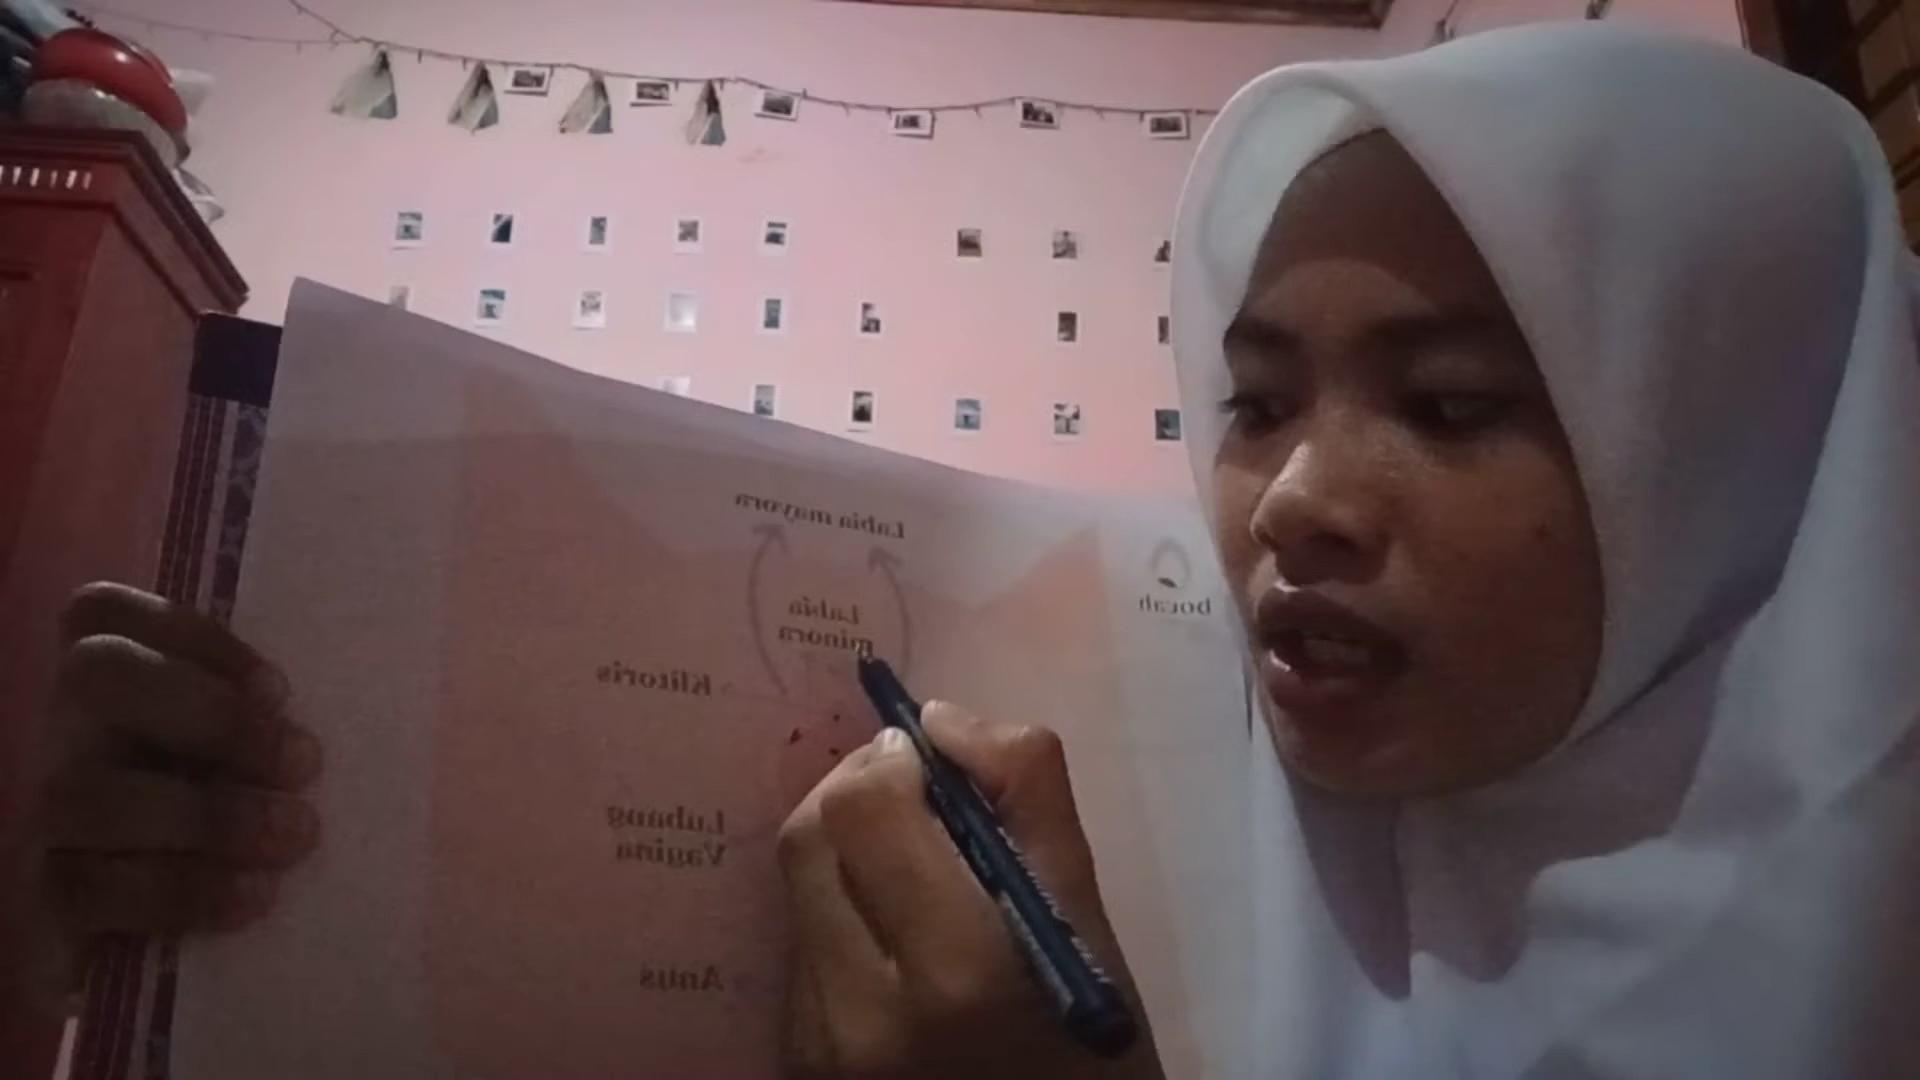 Labia mayora
Labia
minora
Klitoris
bocah
Lubang
Vagina
Anus